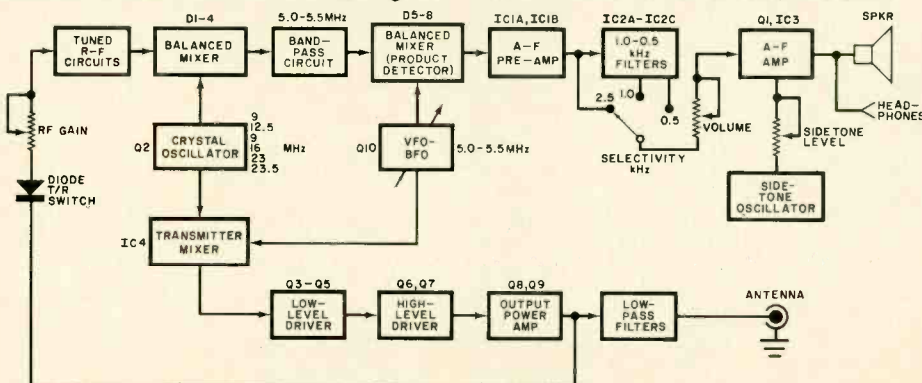 D1-4
5.0-5.5MHz
D5-8
IC1A, IC1B
IC2A-IC2C
Q1, IC3
SPKR
TUNED
R-F
CIRCUITS
BALANCED
MIXER
BAND-
PASS
CIRCUIT
BALANCED
MIXER
(PRODUCT
DETECTOR)
A-F
PRE-AMP
1.0-0.5
kHz
FILTERS
A-F
AMP
HEAD-
PHONES
RF GAIN
Q2
CRYSTAL
OSCILLATOR
9
12.5
9
16
23
23.5
MHz
Q10
VFO-
BFO
5.0-5.5MHz
2.5
1.0
0.5
SELECTIVITY
kHz
VOLUME
SIDETONE
LEVEL
SIDE-
TONE
OSCILLATOR
DIODE
T/R
SWITCH
IC4
TRANSMITTER
MIXER
Q3-Q5
LOW-
LEVEL
DRIVER
Q6, Q7
HIGH-
LEVEL
DRIVER
Q8, Q9
OUTPUT
POWER
AMP
LOW-
PASS
FILTERS
ANTENNA